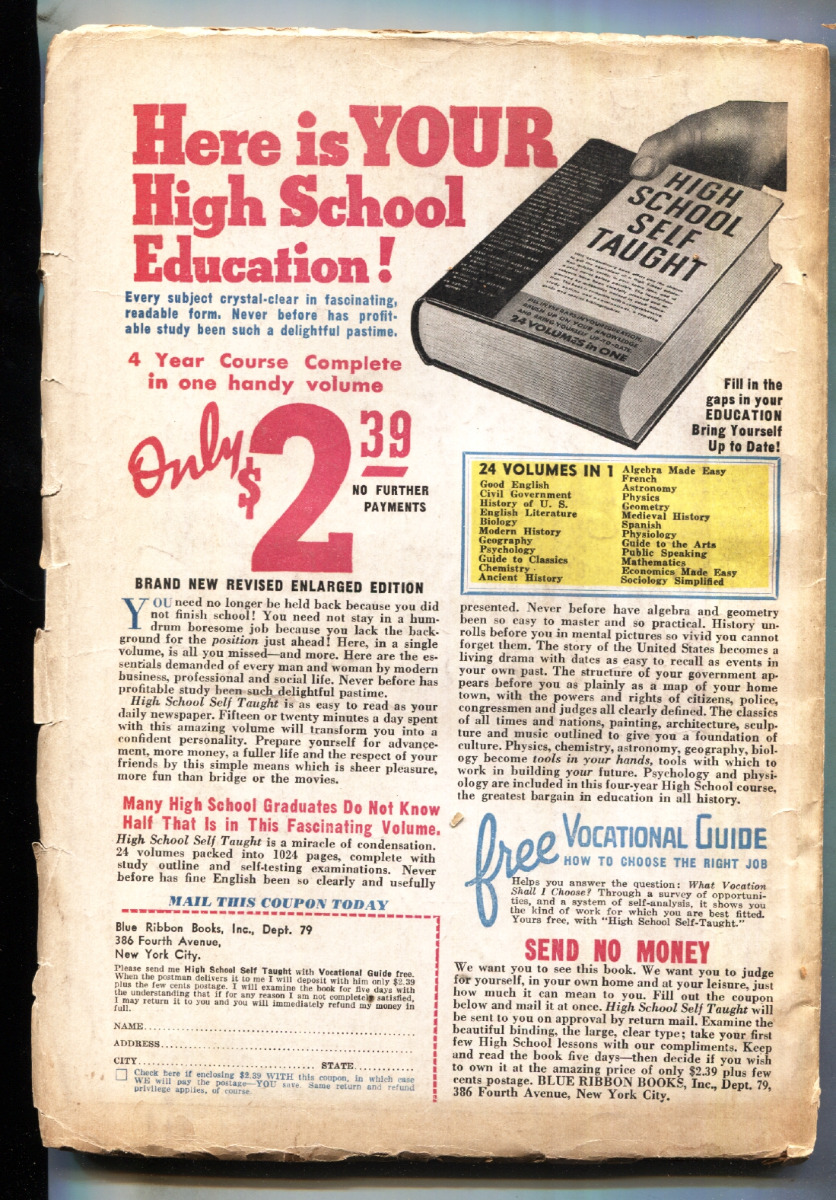 Here is YOUR
High School
Education!
Every subject crystal-clear in fascinating,
readable form. Never before has profit-
able study been such a delightful pastime.
4 Year Course Complete
in one handy volume
Only $2 39
NO FURTHER
PAYMENTS
BRAND NEW REVISED ENLARGED EDITION
HIGH
SCHOOL
SELF
TAUGHT
24 VOLUMES in ONE
Fill in the
gaps in your
EDUCATION
Bring Yourself
Up to Date!
24 VOLUMES IN 1
Good English
Civil Government
History of U. S.
English Literature
Biology
Modern History
Geography
Psychology
Guide to Classics
Chemistry
Ancient History
Algebra Made Easy
French
Astronomy
Physics
Geometry
Medieval History
Spanish
Physiology
Guide to the Arts
Public Speaking
Mathematics
Economics Made Easy
Sociology Simplified
YOU need no longer be held back because you did
not finish school! You need not stay in a hum-
drum boresome job because you lack the back-
ground for the position just ahead! Here, in a single
volume, is all you missed—and more. Here are the es-
sentials demanded of every man and woman by modern
business, professional and social life. Never before has
profitable study been such delightful pastime.
High School Self Taught is as easy to read as your
daily newspaper. Fifteen or twenty minutes a day spent
with this amazing volume will transform you into a
confident personality. Prepare yourself for advance-
ment, more money, a fuller life and the respect of your
friends by this simple means which is sheer pleasure,
more fun than bridge or the movies.
Many High School Graduates Do Not Know
Half That Is in This Fascinating Volume.
High School Self Taught is a miracle of condensation.
24 volumes packed into 1024 pages, complete with
study outline and self-testing examinations. Never
before has fine English been so clearly and usefully
presented. Never before have algebra and geometry
been so easy to master and so practical. History un-
rolls before you in mental pictures so vivid you cannot
forget them. The story of the United States becomes a
living drama with dates as easy to recall as events in
your own past. The structure of your government ap-
pears before you as plainly as a map of your home
town, with the powers and rights of citizens, police,
congressmen and judges all clearly defined. The classics
of all times and nations, painting, architecture, sculp-
ture and music outlined to give you a foundation of
culture. Physics, chemistry, astronomy, geography, biol-
ogy become tools in your hands, tools with which to
work in building your future. Psychology and physi-
ology are included in this four-year High School course,
the greatest bargain in education in all history.
free VOCATIONAL GUIDE
HOW TO CHOOSE THE RIGHT JOB
Helps you answer the question: What Vocation
Shall I Choose? Through a survey of opportuni-
ties, and a system of self-analysis, it shows you
the kind of work for which you are best fitted.
Yours free, with "High School Self-Taught."
SEND NO MONEY
We want you to see this book. We want you to judge
for yourself, in your own home and at your leisure, just
how much it can mean to you. Fill out the coupon
below and mail it at once. High School Self Taught will
be sent to you on approval by return mail. Examine the
beautiful binding, the large, clear type; take your first
few High School lessons with our compliments. Keep
and read the book five days—then decide if you wish
to own it at the amazing price of only $2.39 plus few
cents postage. BLUE RIBBON BOOKS, Inc., Dept. 79,
386 Fourth Avenue, New York City.
MAIL THIS COUPON TODAY
Blue Ribbon Books, Inc., Dept. 79
386 Fourth Avenue,
New York City.
Please send me High School Self Taught with Vocational Guide free.
When the postman delivers it to me I will deposit with him only $2.39
plus the few cents postage. I will examine the book for five days with
the understanding that if for any reason I am not completely satisfied,
I may return it to you and you will immediately refund my money in
full.
NAME
ADDRESS
CITY STATE
Check here if enclosing $2.39 WITH this coupon, in which case
WE will pay the postage—YOU save. Same return and refund
privilege applies, of course.